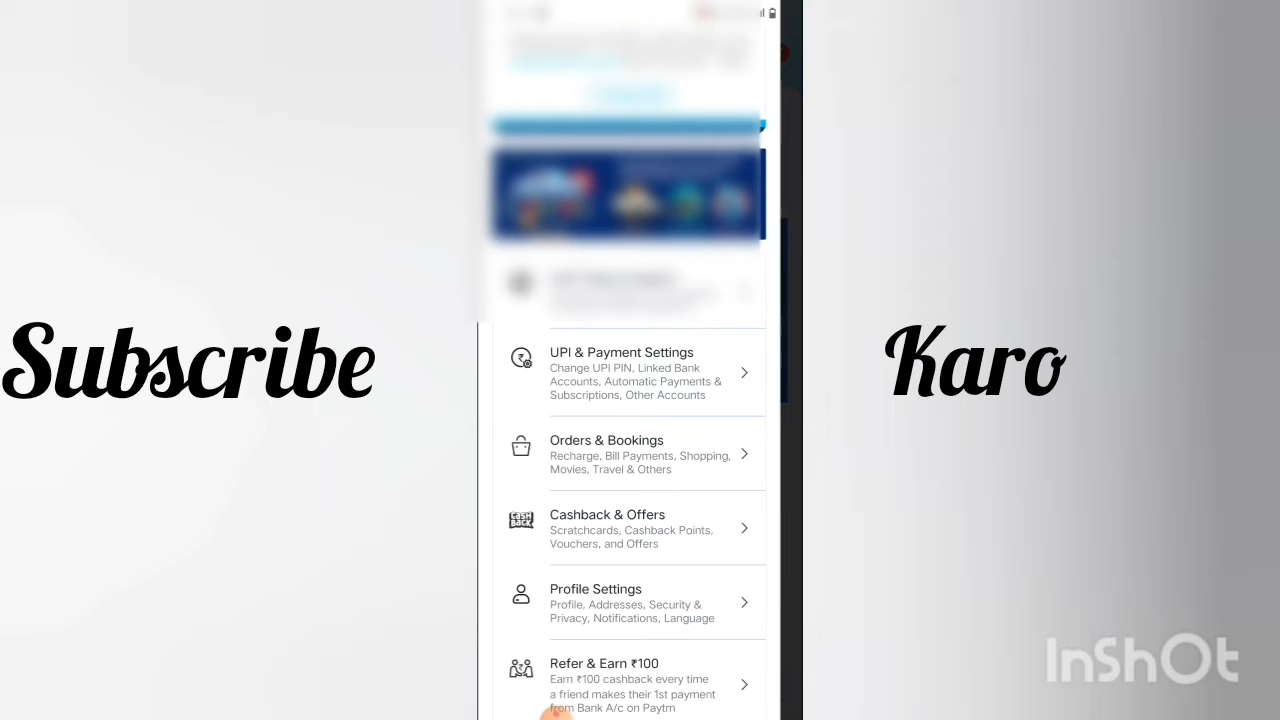 Subscribe
Karo
UPI & Payment Settings
Change UPI PIN, Linked Bank
Accounts, Automatic Payments &
Subscriptions, Other Accounts
Orders & Bookings
Recharge, Bill Payments, Shopping,
Movies, Travel & Others
CASH
BACK
Cashback & Offers
Scratchcards, Cashback Points,
Vouchers, and Offers
Profile Settings
Profile, Addresses, Security &
Privacy, Notifications, Language
Refer & Earn ₹100
Earn ₹100 cashback every time
a friend makes their 1st payment
from Bank A/c on Paytm
InShOt